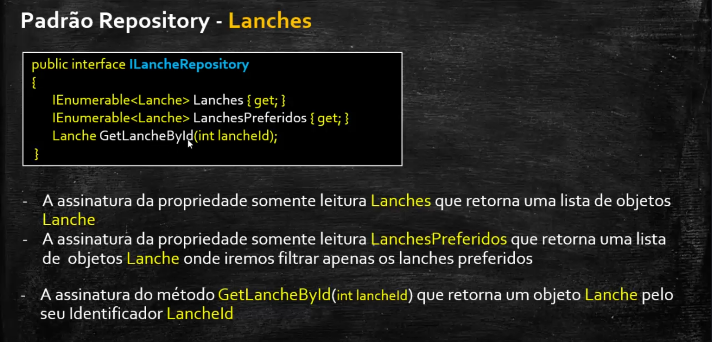 Padrão Repository - Lanches
public interface ILancheRepository
{
IEnumerable<Lanche> Lanches { get; }
IEnumerable<Lanche> LanchesPreferidos { get; }
Lanche GetLancheById(int lancheId);
}
- A assinatura da propriedade somente leitura Lanches que retorna uma lista de objetos
Lanche
- A assinatura da propriedade somente leitura LanchesPreferidos que retorna uma lista
de objetos Lanche onde iremos filtrar apenas os lanches preferidos
- A assinatura do método GetLancheById(int lancheId) que retorna um objeto Lanche pelo
seu Identificador LancheId